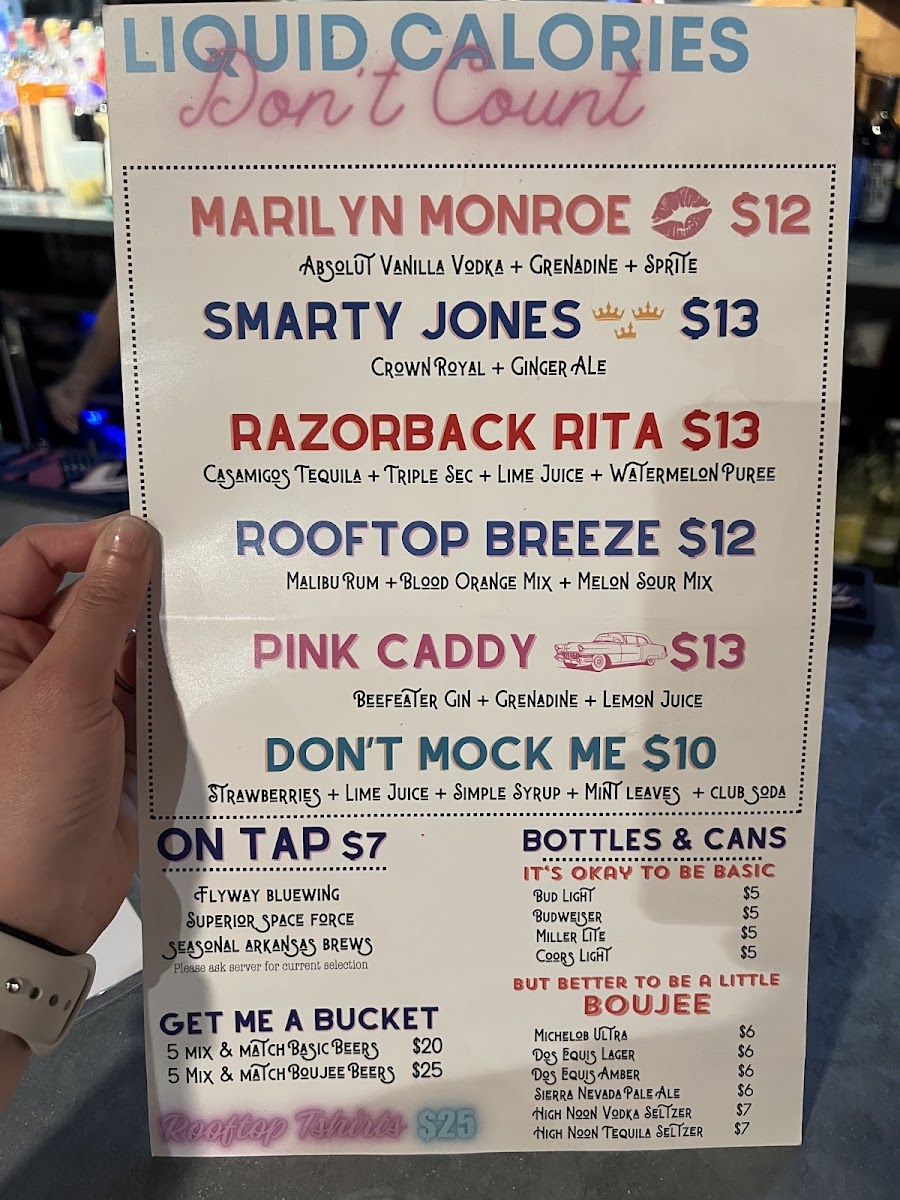 LIQUID CALORIES
Don't Count
MARILYN MONROE $12
ABSOLUT VANILLA VODKA + GRENADINE + SPRITE
SMARTY JONES $13
CROWN ROYAL + GINGER ALE
RAZORBACK RITA $13
CASAMIGOS TEQUILA + TRIPLE SEC + LIME JUICE + WATERMELON PUREE
ROOFTOP BREEZE $12
MALIBU RUM + BLOOD ORANGE MIX + MELON SOUR MIX
PINK CADDY $13
BEEFEATER GIN + GRENADINE + LEMON JUICE
DON'T MOCK ME $10
STRAWBERRIES + LIME JUICE + SIMPLE SYRUP + MINT LEAVES + CLUB SODA
ON TAP $7
FLYWAY BLUEWING
SUPERIOR SPACE FORCE
SEASONAL ARKANSAS BREWS
Please ask server for current selection
GET ME A BUCKET
5 MIX & MATCH BASIC BEERS $20
5 MIX & MATCH BOUJEE BEERS $25
Rooftop Tshirts $25
BOTTLES & CANS
IT'S OKAY TO BE BASIC
BUD LIGHT $5
BUDWEISER $5
MILLER LITE $5
COORS LIGHT $5
BUT BETTER TO BE A LITTLE
BOUJEE
MICHELOB ULTRA $6
DOS EQUIS LAGER $6
DOS EQUIS AMBER $6
SIERRA NEVADA PALE ALE $6
HIGH NOON VODKA SELTZER $7
HIGH NOON TEQUILA SELTZER $7